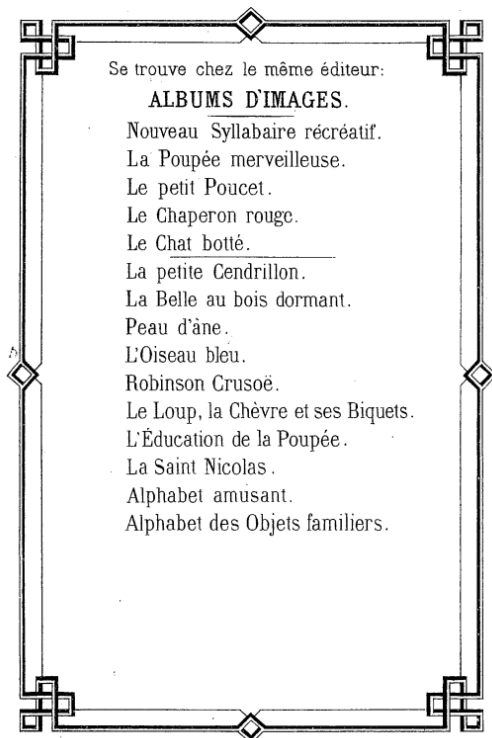 Se trouve chez le même éditeur:
ALBUMS D'IMAGES.
Nouveau Syllabaire récréatif.
La Poupée merveilleuse.
Le petit Poucet.
Le Chaperon rouge.
Le Chat botté.
La petite Cendrillon.
La Belle au bois dormant.
Peau d'âne.
L'Oiseau bleu.
Robinson Crusoë.
Le Loup, la Chèvre et ses Biquets.
L'Éducation de la Poupée.
La Saint Nicolas.
Alphabet amusant.
Alphabet des Objets familiers.